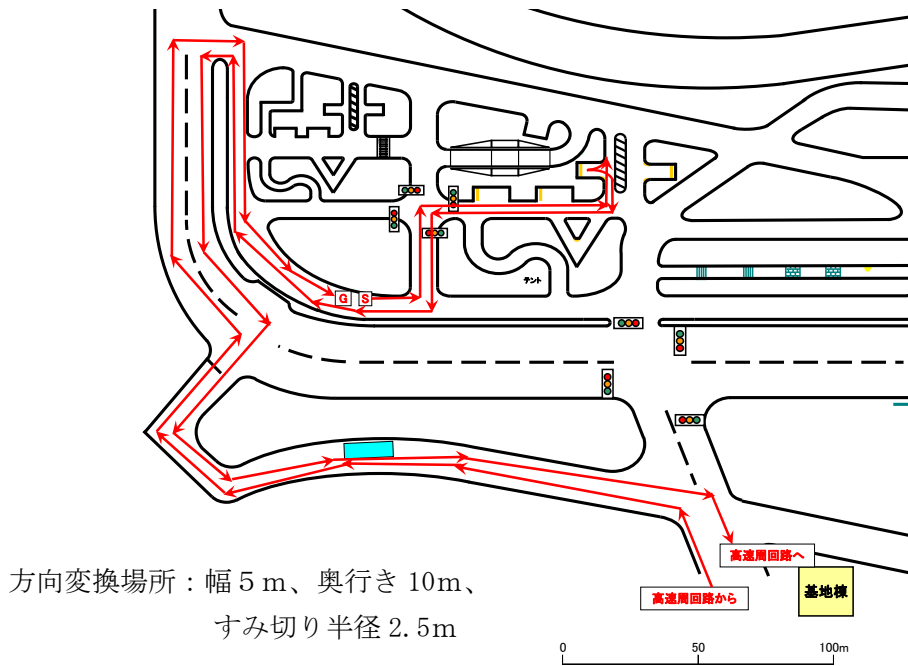 G S
テント
高速周回路へ
高速周回路から
基地棟
方向変換場所：幅５ｍ、奥行き 10m、
すみ切り半径 2.5m
0 50 100m